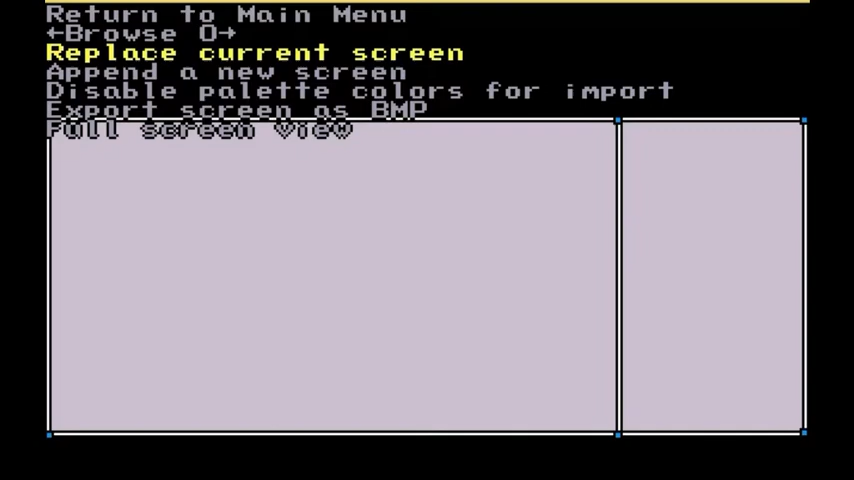 Return to Main Menu
←Browse 0→
Replace current screen
Append a new screen
Disable palette colors for import
Export screen as BMP
Full screen view